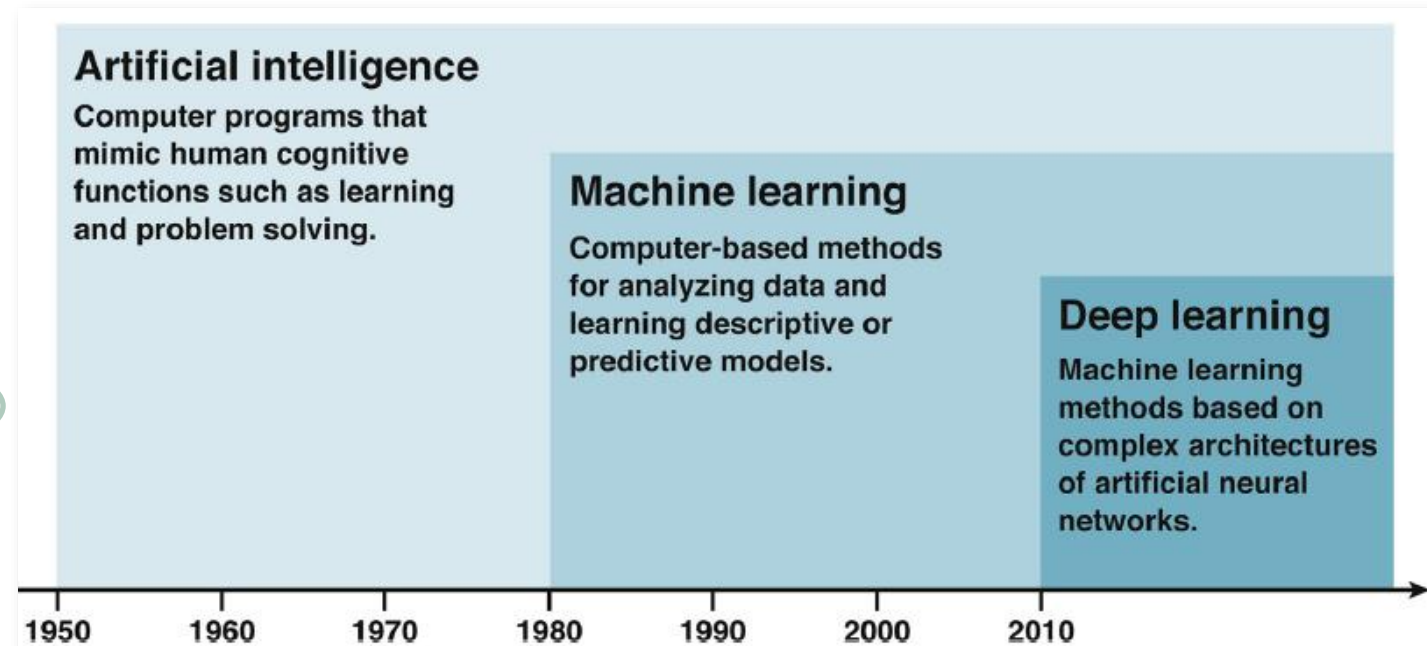 Artificial intelligence
Computer programs that
mimic human cognitive
functions such as learning
and problem solving.
Machine learning
Computer-based methods
for analyzing data and
learning descriptive or
predictive models.
Deep learning
Machine learning
methods based on
complex architectures
of artificial neural
networks.
1950 1960 1970 1980 1990 2000 2010